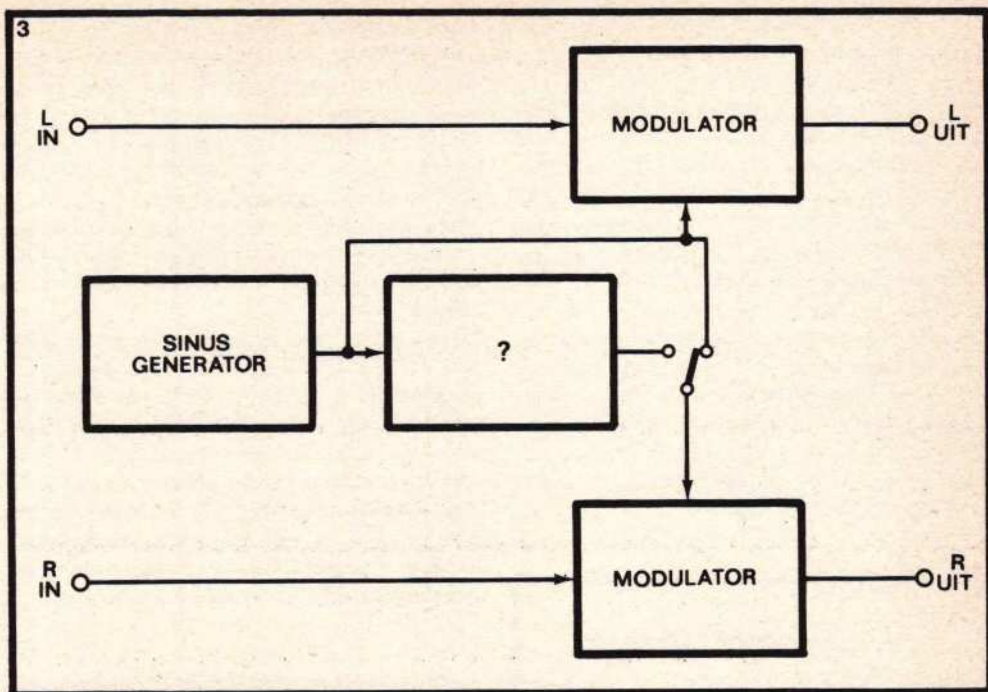 3
L
IN
MODULATOR
L
UIT
SINUS
GENERATOR
?
R
IN
MODULATOR
R
UIT